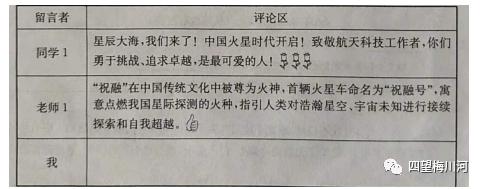 留言者 评论区
同学1
星辰大海,我们来了!中国火星时代开启!致敬航天科技工作者,你们
勇于挑战、追求卓越,是最可爱的人!
老师1
“祝融”在中国传统文化中被尊为火神,首辆火星车命名为“祝融号”,寓
意点燃我国星际探测的火种,指引人类对浩瀚星空、宇宙未知进行接续
探索和自我超越。
我
四望梅川河